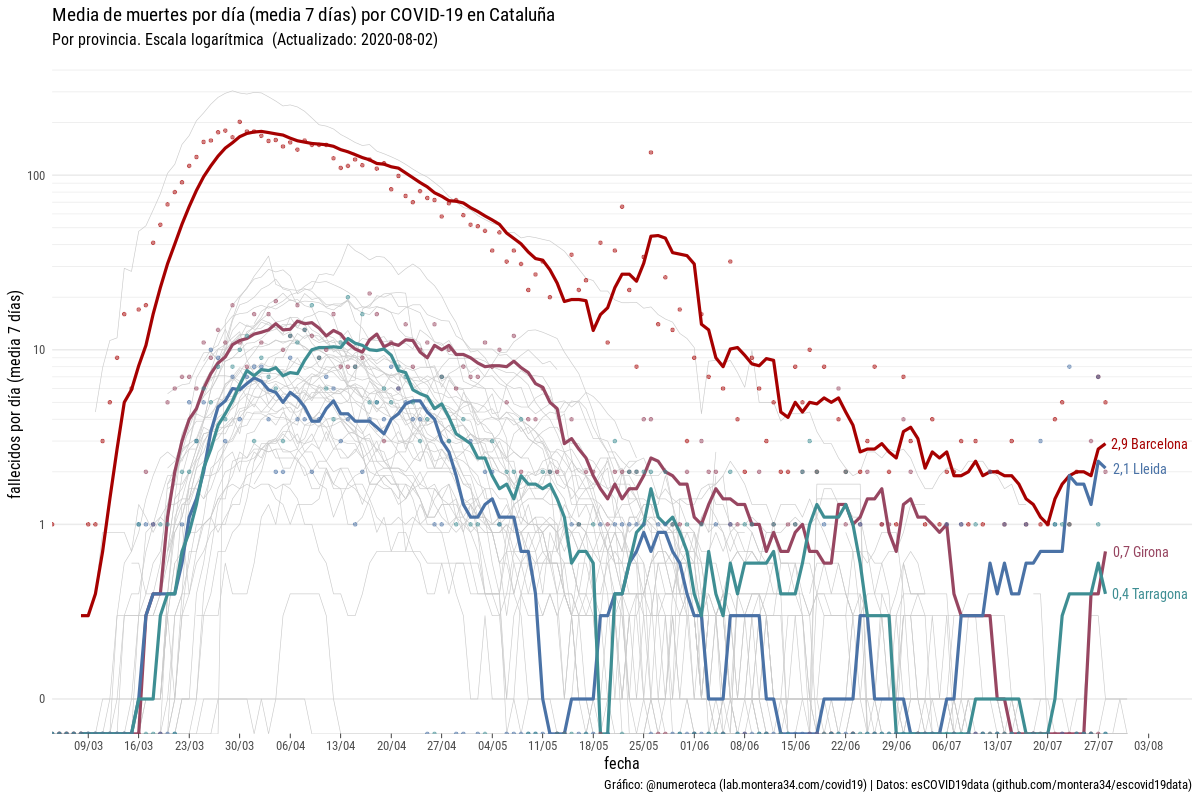 Media de muertes por día (media 7 días) por COVID-19 en Cataluña
Por provincia. Escala logarítmica (Actualizado: 2020-08-02)
fallecidos por día (media 7 días)
100
10
1
0
2,9 Barcelona
2,1 Lleida
0,7 Girona
0,4 Tarragona
09/03 16/03 23/03 30/03 06/04 13/04 20/04 27/04 04/05 11/05 18/05 25/05 01/06 08/06 15/06 22/06 29/06 06/07 13/07 20/07 27/07 03/08
fecha
Gráfico: @numeroteca (lab.montera34.com/covid19) | Datos: esCOVID19data (github.com/montera34/escovid19data)